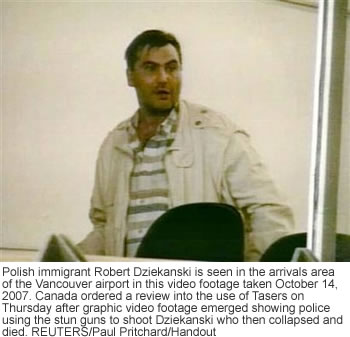 Polish immigrant Robert Dziekanski is seen in the arrivals area
of the Vancouver airport in this video footage taken October 14,
2007. Canada ordered a review into the use of Tasers on
Thursday after graphic video footage emerged showing police
using the stun guns to shoot Dziekanski who then collapsed and
died. REUTERS/Paul Pritchard/Handout